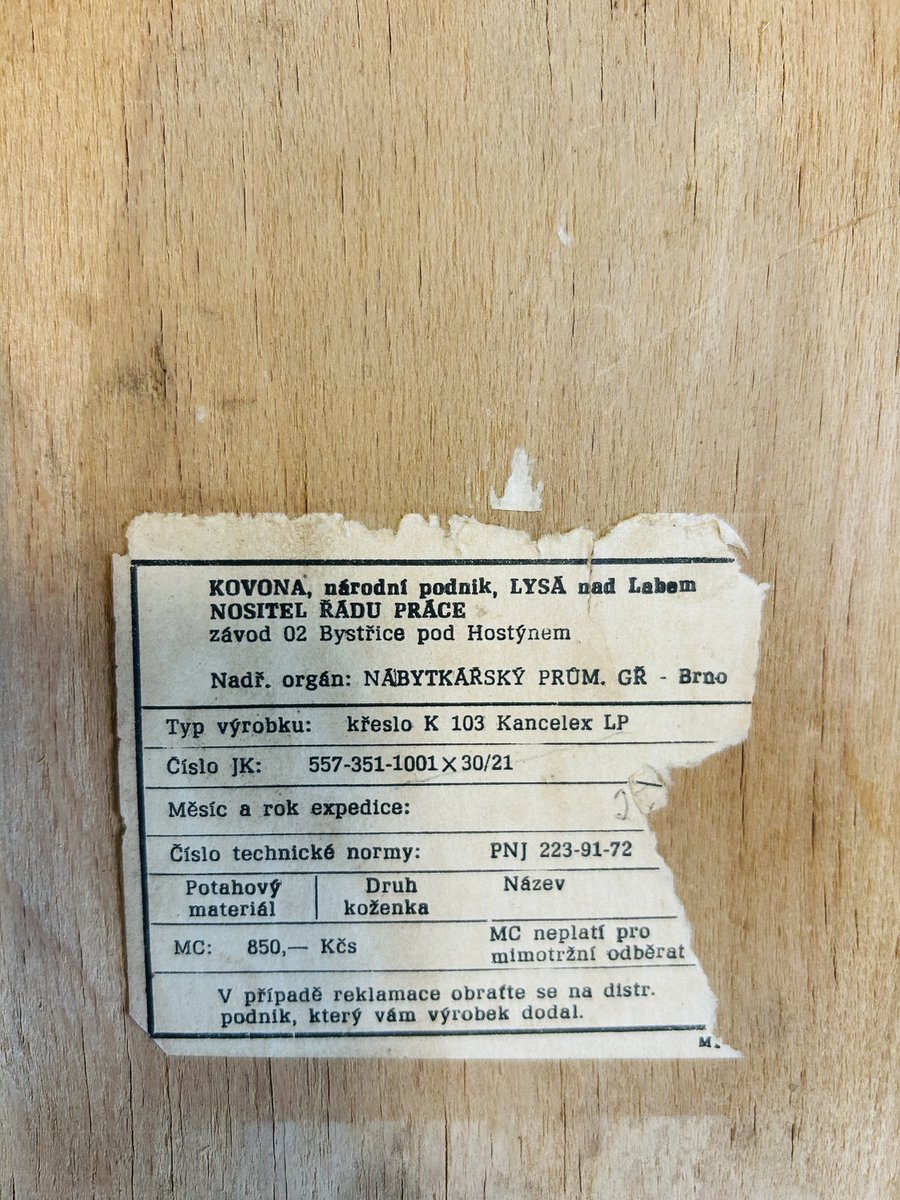 KOVONA, národní podnik, LYSÁ nad Labem
NOSITEL ŘÁDU PRÁCE
závod 02 Bystřice pod Hostýnem
Nadř. orgán: NÁBYTKÁŘSKÝ PRŮM. GŘ - Brno
Typ výrobku: křeslo K 103 Kancelex LP
Číslo JK: 557-351-1001 X 30/21
Měsíc a rok expedice:
Číslo technické normy: PNJ 223-91-72
Potahový materiál Druh koženka Název
MC: 850,— Kčs MC neplatí pro mimotržní odběrat
V případě reklamace obraťte se na distr.
podnik, který vám výrobek dodal.
M.